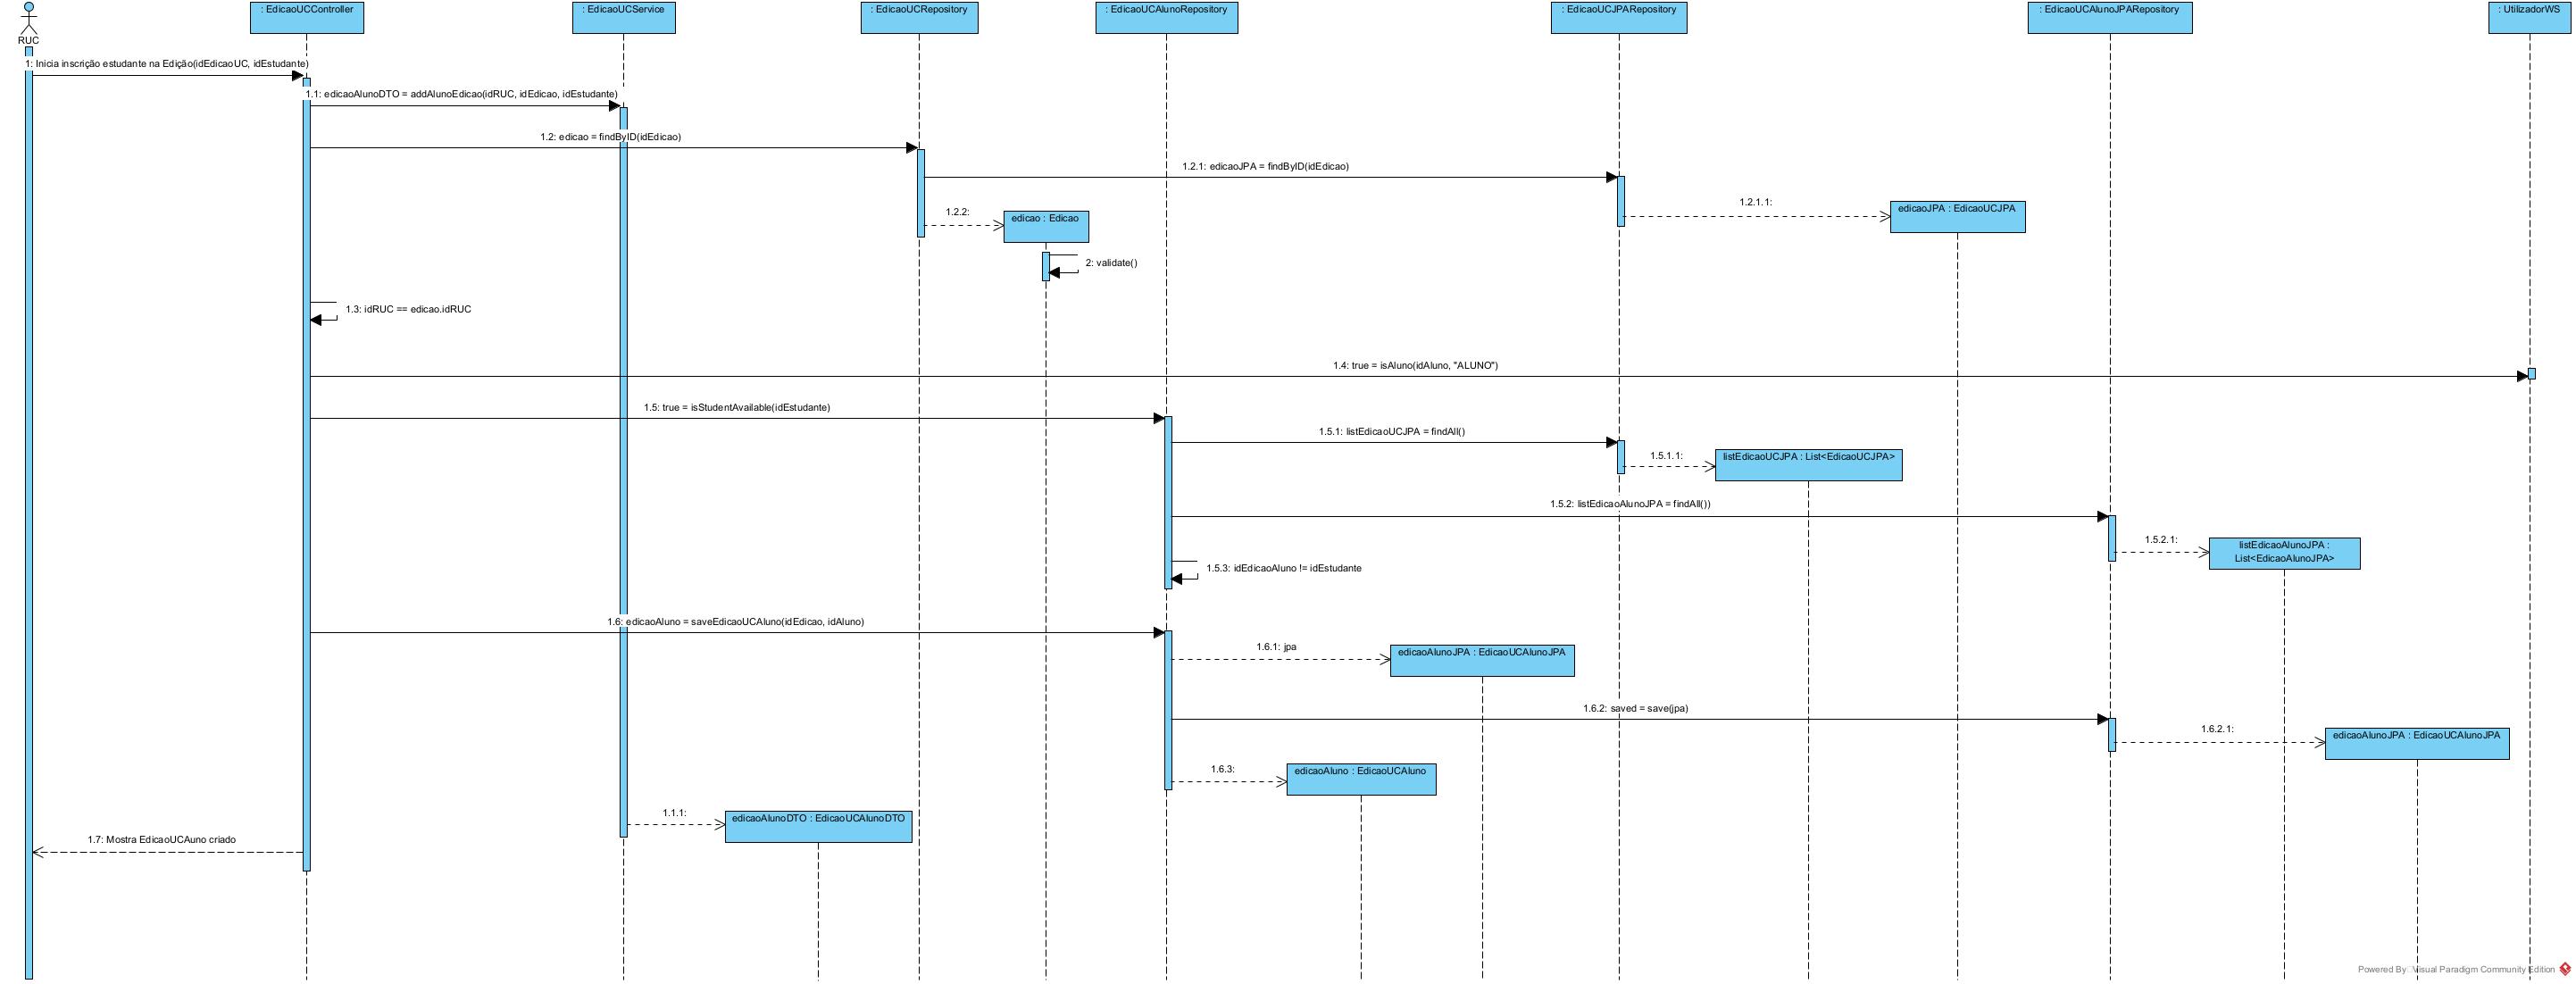 : EdicaoUCController
: EdicaoUCService
: EdicaoUCRepository
: EdicaoUCAlunoRepository
: EdicaoUCJPARepository
: EdicaoUCAlunoJPARepository
: UtilizadorWS
RUC
1: Inicia inscrição estudante na Edição(idEdicaoUC, idEstudante)
1.1: edicaoAlunoDTO = addAlunoEdicao(idRUC, idEdicao, idEstudante)
1.2: edicao = findByID(idEdicao)
1.2.1: edicaoJPA = findByID(idEdicao)
1.2.1.1:
edicaoJPA : EdicaoUCJPA
1.2.2:
edicao : Edicao
2: validate()
1.3: idRUC == edicao.idRUC
1.4: true = isAluno(idAluno, "ALUNO")
1.5: true = isStudentAvailable(idEstudante)
1.5.1: listEdicaoUCJPA = findAll()
1.5.1.1:
listEdicaoUCJPA : List<EdicaoUCJPA>
1.5.2: listEdicaoAlunoJPA = findAll())
1.5.2.1:
listEdicaoAlunoJPA :
List<EdicaoAlunoJPA>
1.5.3: idEdicaoAluno != idEstudante
1.6: edicaoAluno = saveEdicaoUCAluno(idEdicao, idAluno)
1.6.1: jpa
edicaoAlunoJPA : EdicaoUCAlunoJPA
1.6.2: saved = save(jpa)
1.6.2.1:
edicaoAlunoJPA : EdicaoUCAlunoJPA
1.6.3:
edicaoAluno : EdicaoUCAluno
1.1.1:
edicaoAlunoDTO : EdicaoUCAlunoDTO
1.7: Mostra EdicaoUCAuno criado
Powered By Visual Paradigm Community Edition